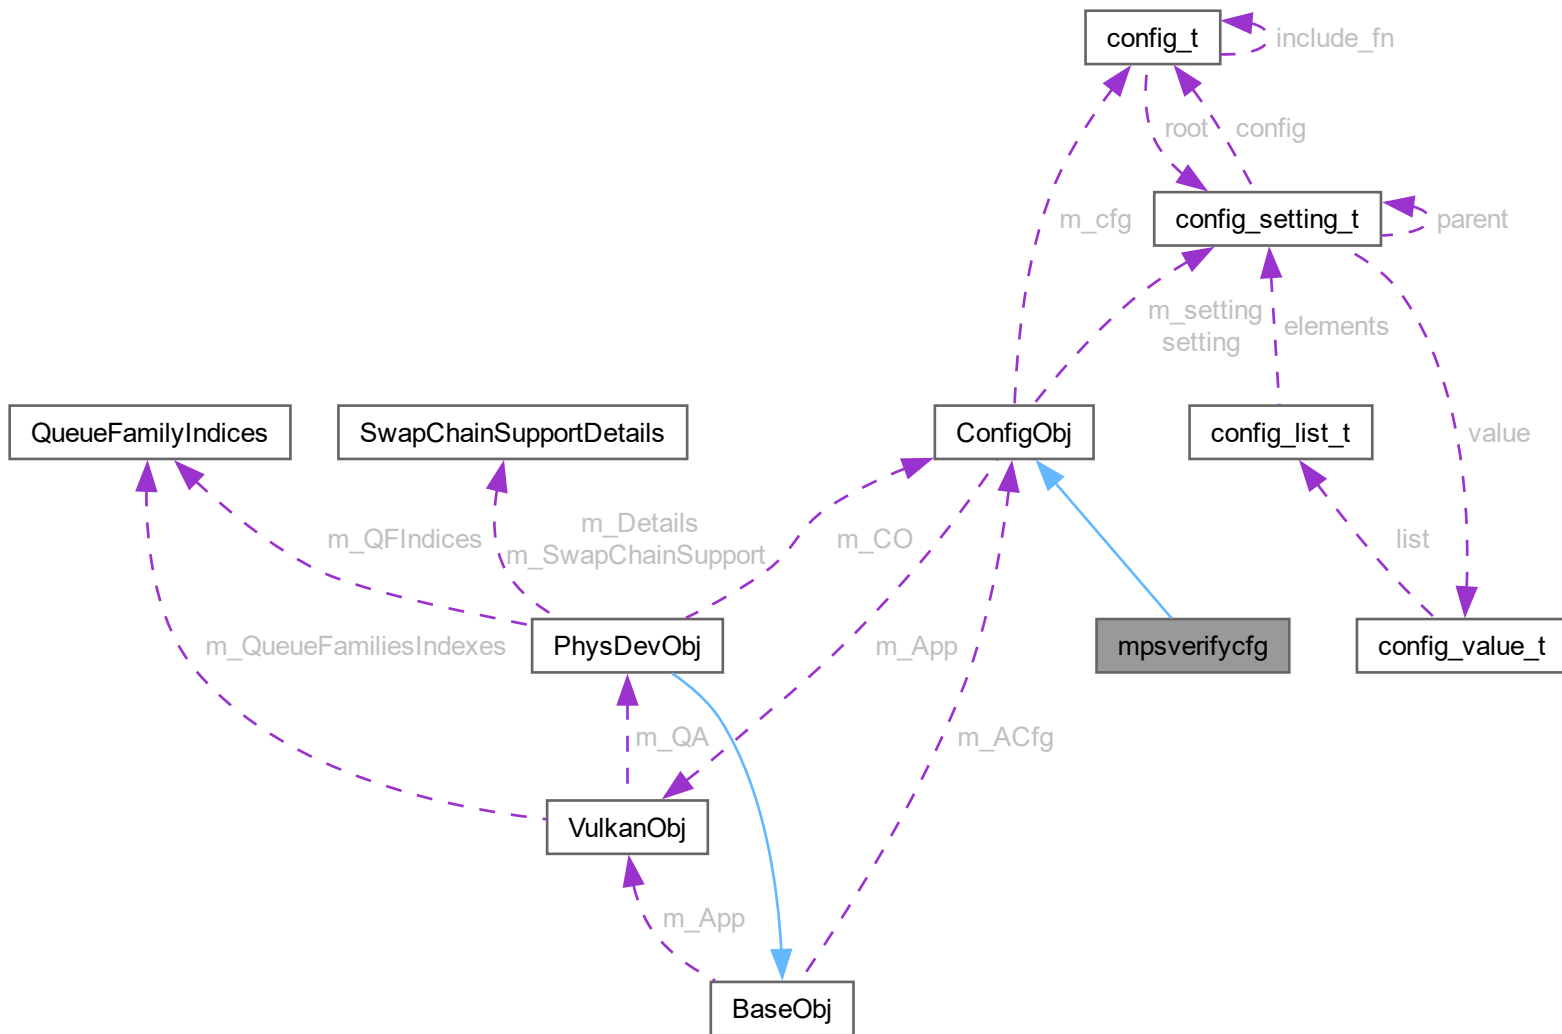 config_t
include_fn
root
config
m_cfg
config_setting_t
parent
m_setting
setting
elements
QueueFamilyIndices
SwapChainSupportDetails
ConfigObj
config_list_t
value
m_QFIndices
m_Details
m_SwapChainSupport
m_CO
list
m_QueueFamiliesIndexes
PhysDevObj
m_App
mpsverifycfg
config_value_t
m_QA
m_ACfg
VulkanObj
m_App
BaseObj